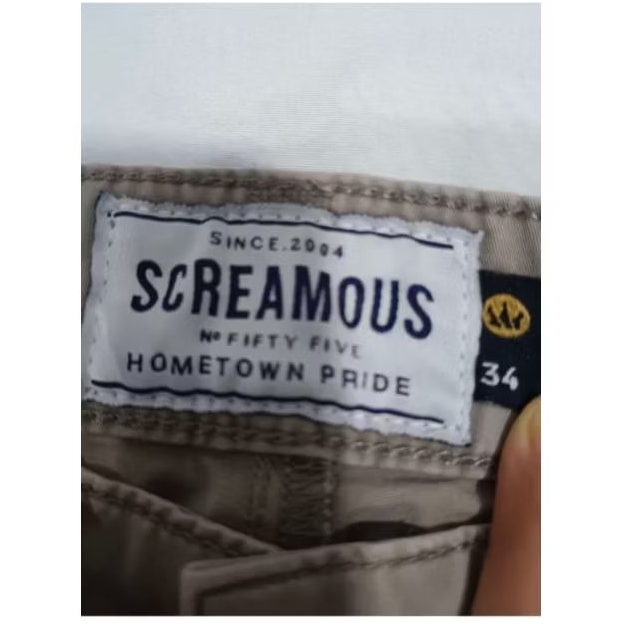 SINCE.2004
SCREAMOUS
Nº FIFTY FIVE
HOMETOWN PRIDE
34